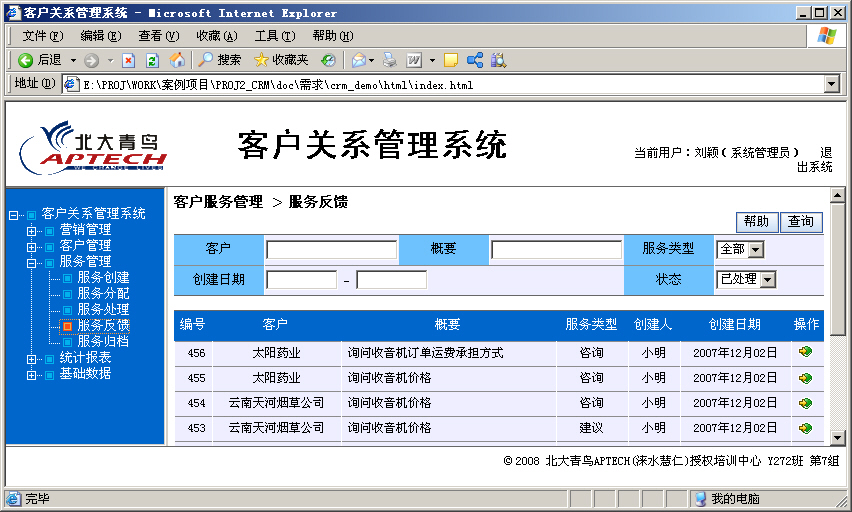 客户关系管理系统 - Microsoft Internet Explorer
文件(F) 编辑(E) 查看(V) 收藏(A) 工具(T) 帮助(H)
后退 搜索 收藏夹
地址(D) E:\PROJ\WORK\案例项目\PROJ2_CRM\doc\需求\crm_demo\html\index.html
北大青鸟
APTECH
WE CHANGE LIVES
客户关系管理系统
当前用户：刘颖(系统管理员) 退
出系统
客户关系管理系统
营销管理
客户管理
服务管理
服务创建
服务分配
服务处理
服务反馈
服务归档
统计报表
基础数据
客户服务管理 > 服务反馈
帮助 查询
客户 概要 服务类型 全部
创建日期 - 状态 已处理
编号 客户 概要 服务类型 创建人 创建日期 操作
456 太阳药业 询问收音机订单运费承担方式 咨询 小明 2007年12月02日
455 太阳药业 询问收音机价格 咨询 小明 2007年12月02日
454 云南天河烟草公司 询问收音机价格 咨询 小明 2007年12月02日
453 云南天河烟草公司 询问收音机价格 建议 小明 2007年12月02日
©2008 北大青鸟APTECH(涞水慧仁)授权培训中心 Y272班 第7组
完毕 我的电脑